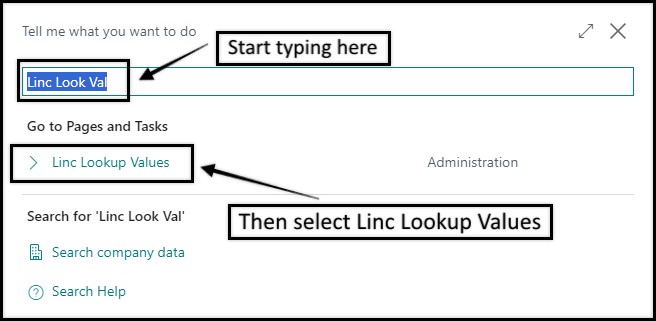 Tell me what you want to do
Start typing here
Linc Look Val
Go to Pages and Tasks
Linc Lookup Values
Administration
Then select Linc Lookup Values
Search for 'Linc Look Val'
Search company data
Search Help